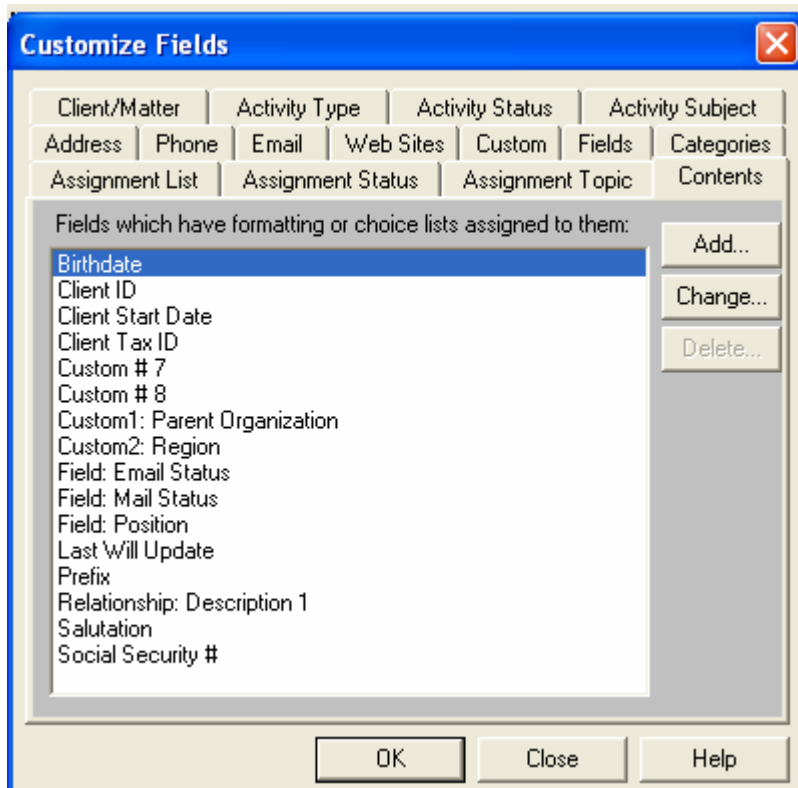 Customize Fields
Client/Matter Activity Type Activity Status Activity Subject
Address Phone Email Web Sites Custom Fields Categories
Assignment List Assignment Status Assignment Topic Contents
Fields which have formatting or choice lists assigned to them:
Add...
Birthdate
Client ID
Change...
Client Start Date
Client Tax ID
Delete...
Custom # 7
Custom # 8
Custom1: Parent Organization
Custom2: Region
Field: Email Status
Field: Mail Status
Field: Position
Last Will Update
Prefix
Relationship: Description 1
Salutation
Social Security #
OK Close Help